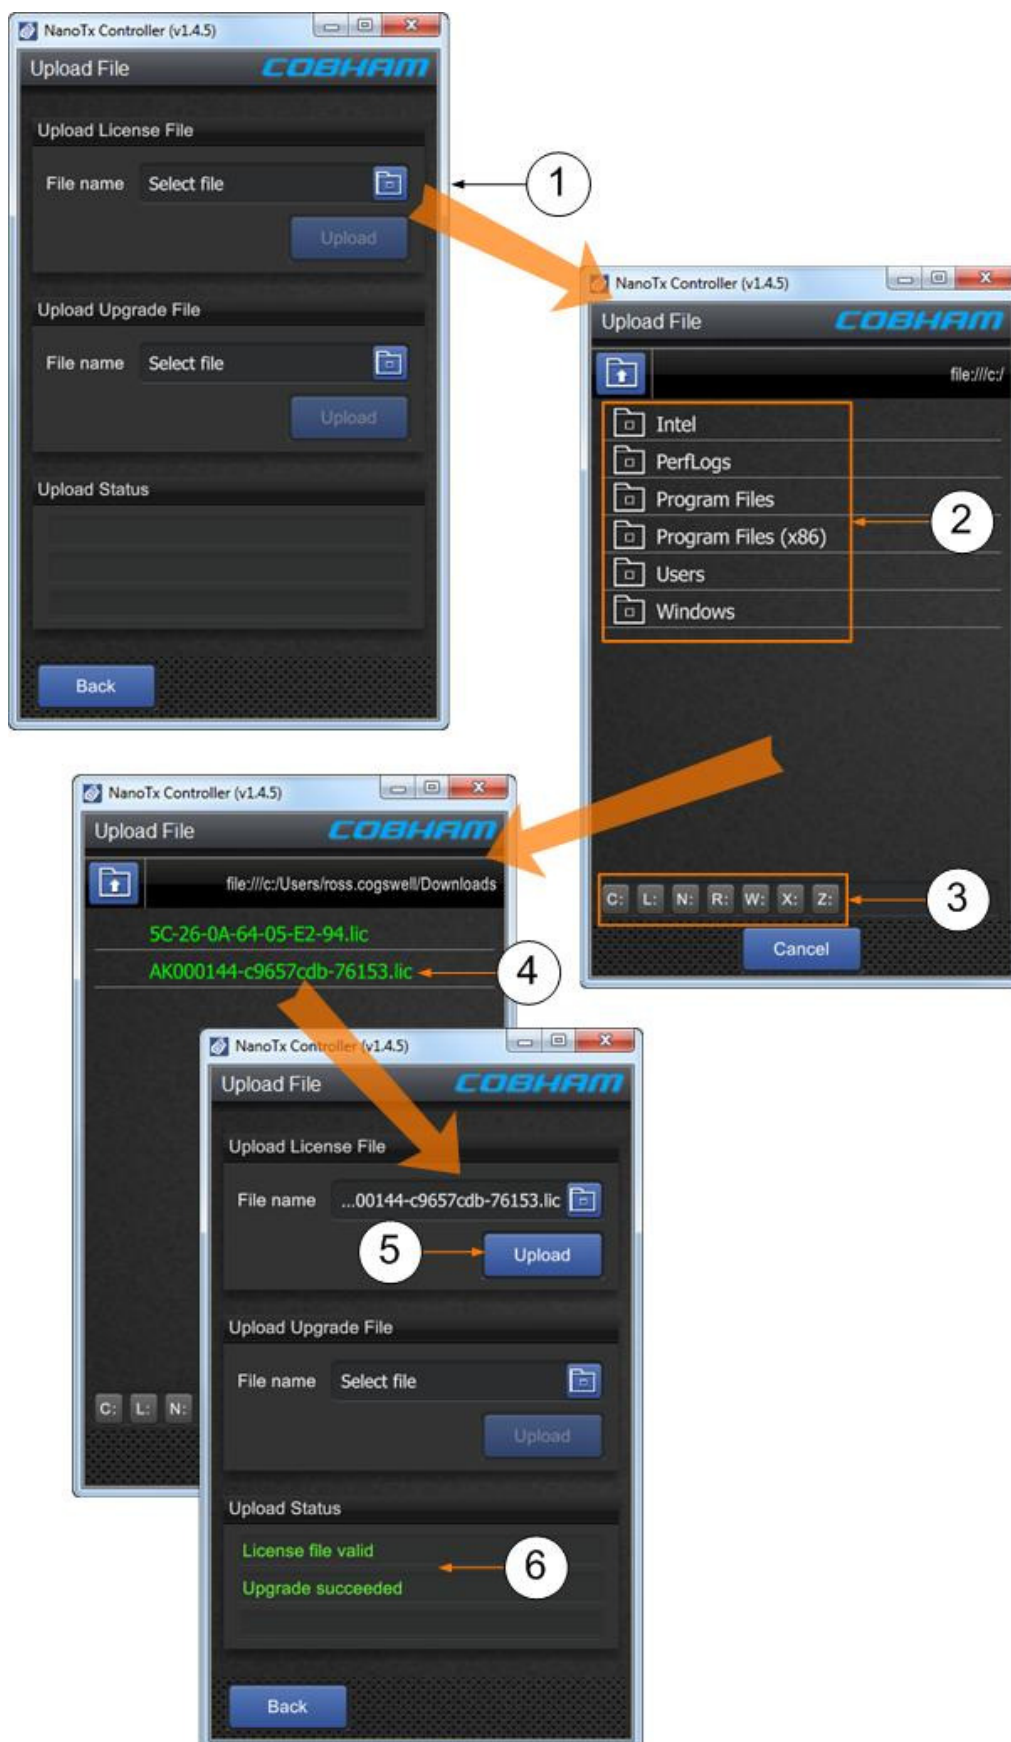 NanoTx Controller (v1.4.5)
Upload File COBHAM
Upload License File
File name Select file
Upload
1
Upload Upgrade File
File name Select file
Upload
Upload Status
Back
NanoTx Controller (v1.4.5)
Upload File COBHAM
file:///c:/
Intel
PerfLogs
Program Files
Program Files (x86)
Users
Windows
2
C: L: N: R: W: X: Z:
3
Cancel
NanoTx Controller (v1.4.5)
Upload File COBHAM
file:///c:/Users/ross.cogswell/Downloads
5C-26-0A-64-05-E2-94.lic
AK000144-c9657cdb-76153.lic
4
C: L: N:
NanoTx Controller (v1.4.5)
Upload File COBHAM
Upload License File
File name ...00144-c9657cdb-76153.lic
5
Upload
Upload Upgrade File
File name Select file
Upload
Upload Status
License file valid
Upgrade succeeded
6
Back